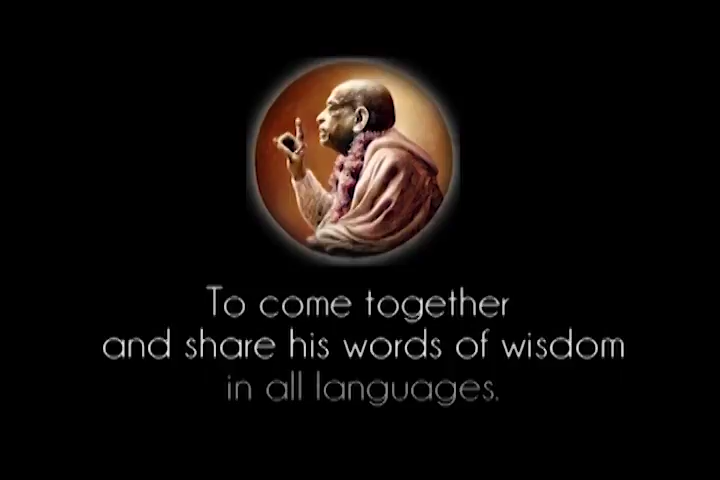 To come together
and share his words of wisdom
in all languages.